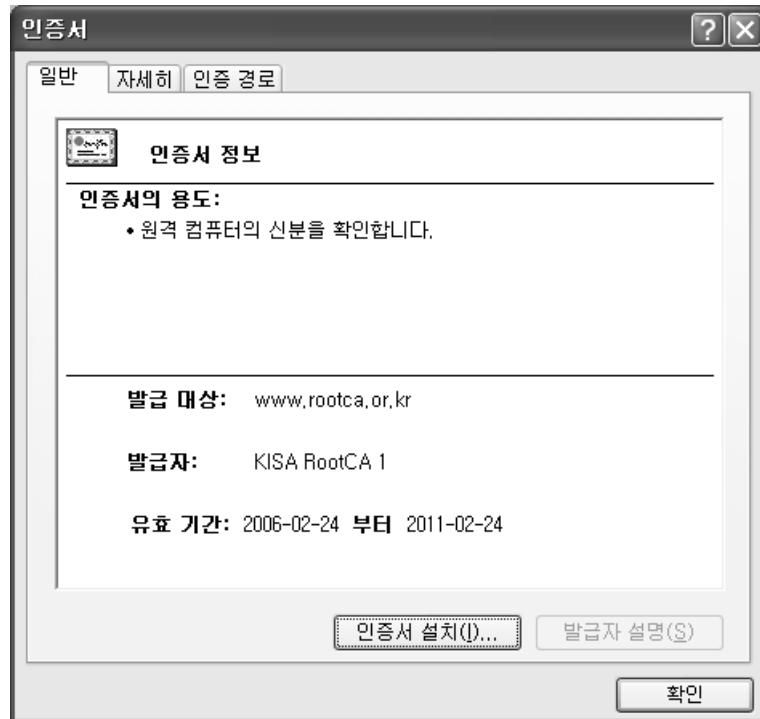 인증서
일반 자세히 인증 경로
인증서 정보
인증서의 용도:
• 원격 컴퓨터의 신분을 확인합니다.
발급 대상: www.rootca.or.kr
발급자: KISA RootCA 1
유효 기간: 2006-02-24 부터 2011-02-24
인증서 설치(I)... 발급자 설명(S)
확인